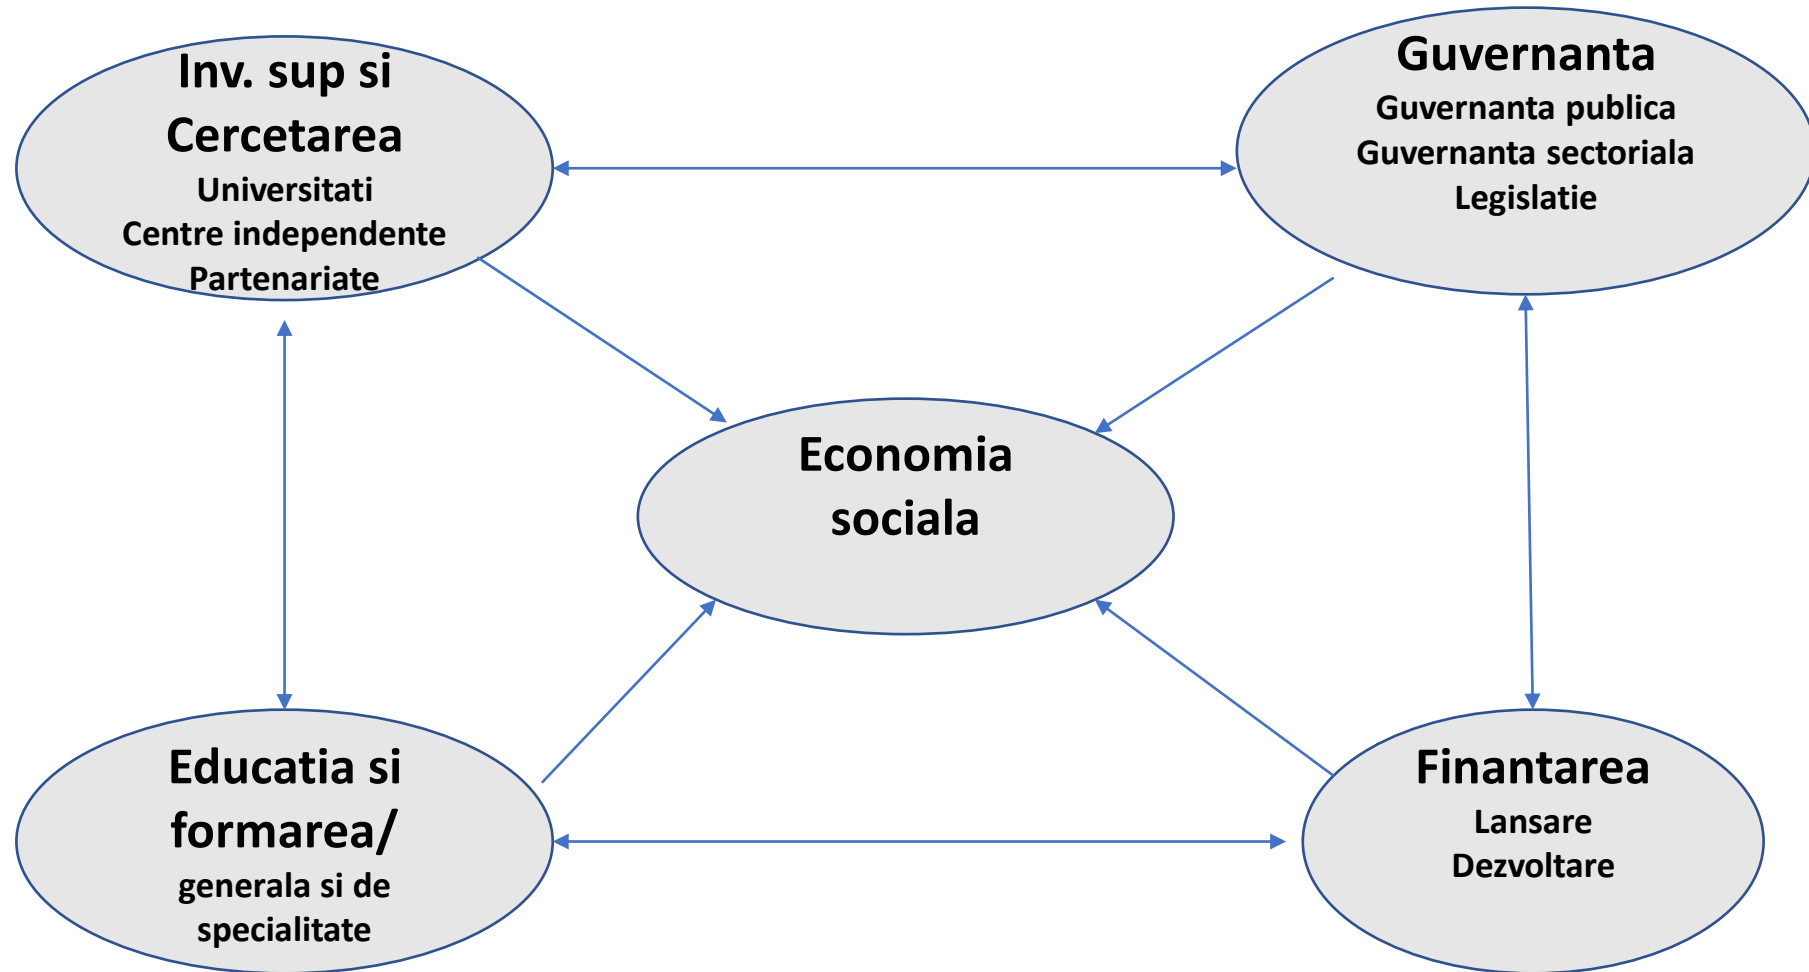 Inv. sup si
Cercetarea
Universitati
Centre independente
Partenariate
Guvernanta
Guvernanta publica
Guvernanta sectoriala
Legislatie
Economia
sociala
Educatia si
formarea/
generala si de
specialitate
Finantarea
Lansare
Dezvoltare